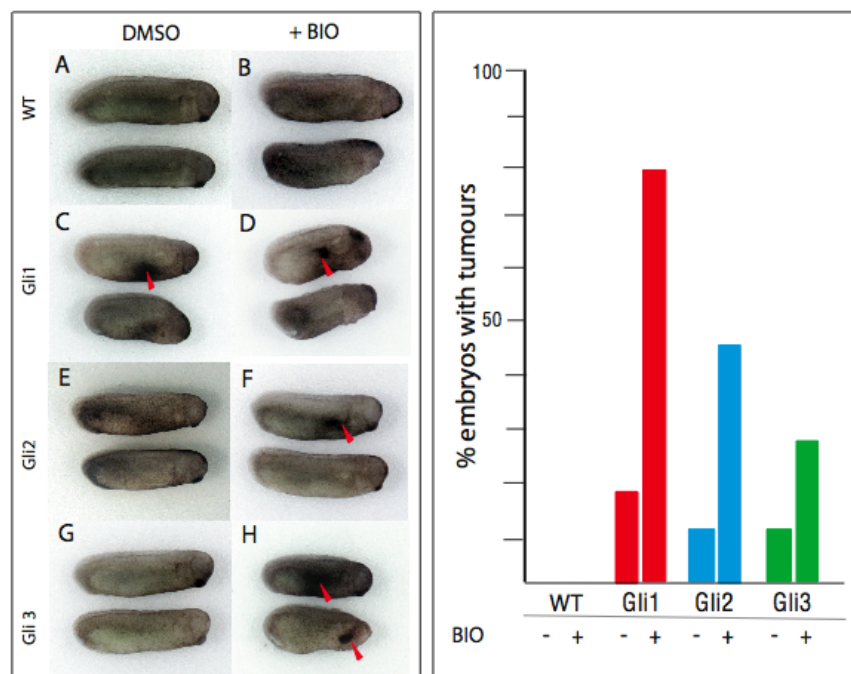 DMSO + BIO
A B
WT
C D
Gli1
E F
Gli2
G H
Gli 3
100
50
% embryos with tumours
WT Gli1 Gli2 Gli3
BIO - + - + - + - +